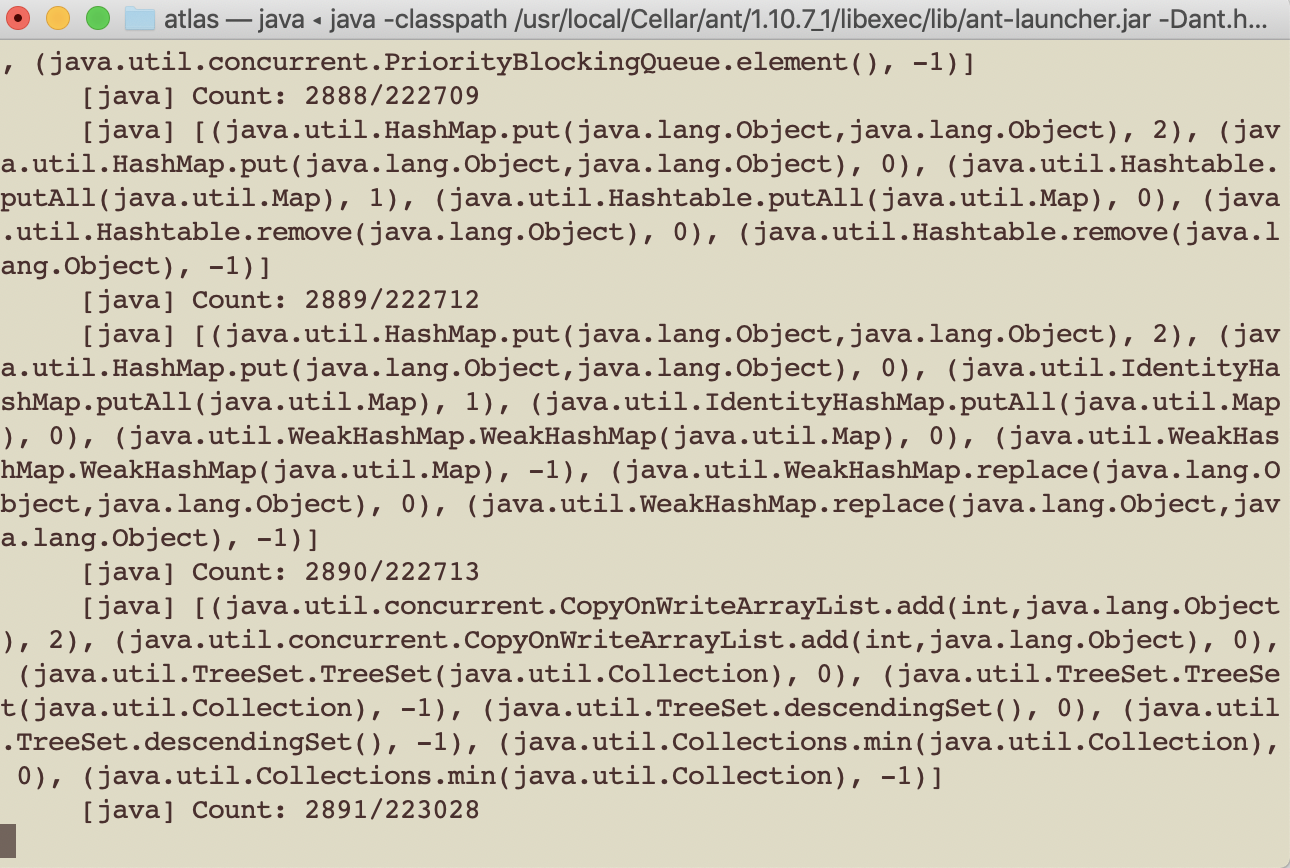 atlas — java ◂ java -classpath /usr/local/Cellar/ant/1.10.7_1/libexec/lib/ant-launcher.jar -Dant.h...
, (java.util.concurrent.PriorityBlockingQueue.element(), -1)]
     [java] Count: 2888/222709
     [java] [(java.util.HashMap.put(java.lang.Object,java.lang.Object), 2), (jav
a.util.HashMap.put(java.lang.Object,java.lang.Object), 0), (java.util.Hashtable.
putAll(java.util.Map), 1), (java.util.Hashtable.putAll(java.util.Map), 0), (java
.util.Hashtable.remove(java.lang.Object), 0), (java.util.Hashtable.remove(java.l
ang.Object), -1)]
     [java] Count: 2889/222712
     [java] [(java.util.HashMap.put(java.lang.Object,java.lang.Object), 2), (jav
a.util.HashMap.put(java.lang.Object,java.lang.Object), 0), (java.util.IdentityHa
shMap.putAll(java.util.Map), 1), (java.util.IdentityHashMap.putAll(java.util.Map
), 0), (java.util.WeakHashMap.WeakHashMap(java.util.Map), 0), (java.util.WeakHas
hMap.WeakHashMap(java.util.Map), -1), (java.util.WeakHashMap.replace(java.lang.O
bject,java.lang.Object), 0), (java.util.WeakHashMap.replace(java.lang.Object,jav
a.lang.Object), -1)]
     [java] Count: 2890/222713
     [java] [(java.util.concurrent.CopyOnWriteArrayList.add(int,java.lang.Object
), 2), (java.util.concurrent.CopyOnWriteArrayList.add(int,java.lang.Object), 0),
 (java.util.TreeSet.TreeSet(java.util.Collection), 0), (java.util.TreeSet.TreeSe
t(java.util.Collection), -1), (java.util.TreeSet.descendingSet(), 0), (java.util
.TreeSet.descendingSet(), -1), (java.util.Collections.min(java.util.Collection),
 0), (java.util.Collections.min(java.util.Collection), -1)]
     [java] Count: 2891/223028